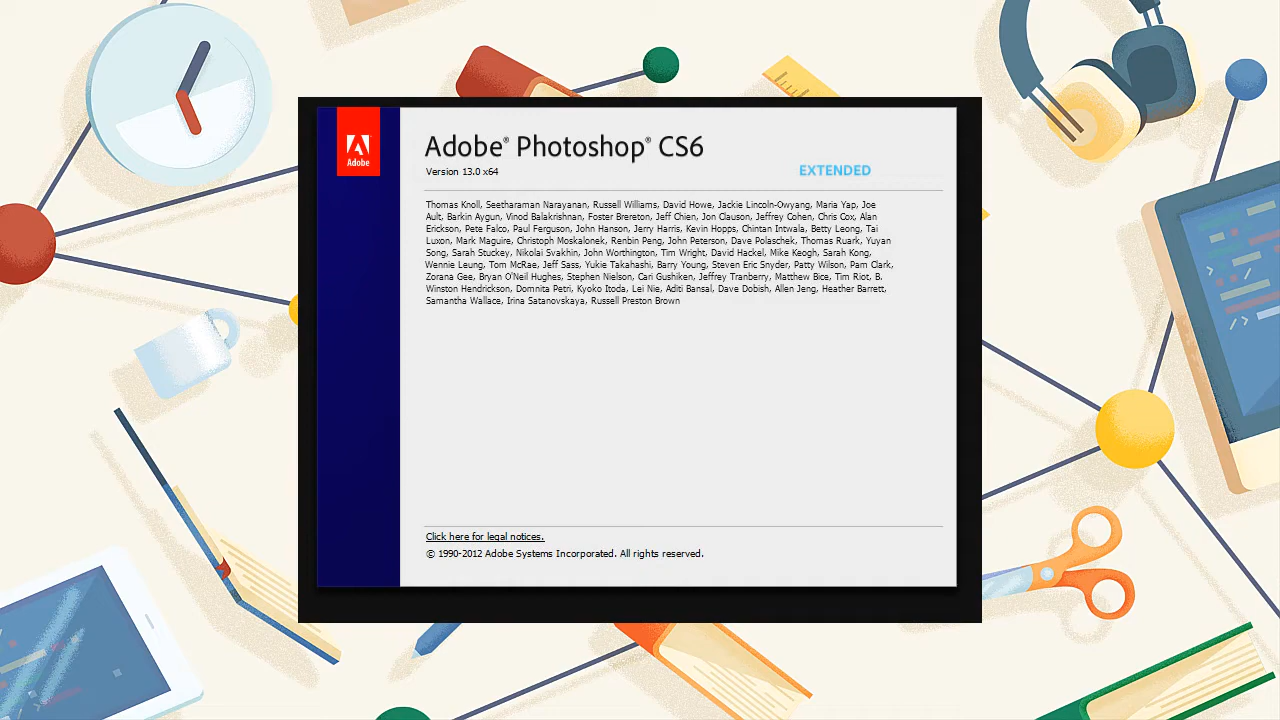 Adobe
Adobe® Photoshop® CS6
Version 13.0 x64
EXTENDED
Thomas Knoll, Seetharaman Narayanan, Russell Williams, David Howe, Jackie Lincoln-Owyang, Maria Yap, Joe
Ault, Barkin Aygun, Vinod Balakrishnan, Foster Brereton, Jeff Chien, Jon Clauson, Jeffrey Cohen, Chris Cox, Alan
Erickson, Pete Falco, Paul Ferguson, John Hanson, Jerry Harris, Kevin Hopps, Chintan Intwala, Betty Leong, Tai
Luxon, Mark Maguire, Christoph Moskalonek, Renbin Peng, John Peterson, Dave Polaschek, Thomas Ruark, Yuyan
Song, Sarah Stuckey, Nikolai Svakhin, John Worthington, Tim Wright, David Hackel, Mike Keogh, Sarah Kong,
Wennie Leung, Tom McRae, Jeff Sass, Yukie Takahashi, Barry Young, Steven Eric Snyder, Patty Wilson, Pam Clark,
Zorana Gee, Bryan O'Neil Hughes, Stephen Nielson, Cari Gushiken, Jeffrey Tranberry, Matthew Bice, Tim Riot, B.
Winston Hendrickson, Domnita Petri, Kyoko Itoda, Lei Nie, Aditi Bansal, Dave Dobish, Allen Jeng, Heather Barrett,
Samantha Wallace, Irina Satanovskaya, Russell Preston Brown
Click here for legal notices.
© 1990-2012 Adobe Systems Incorporated. All rights reserved.